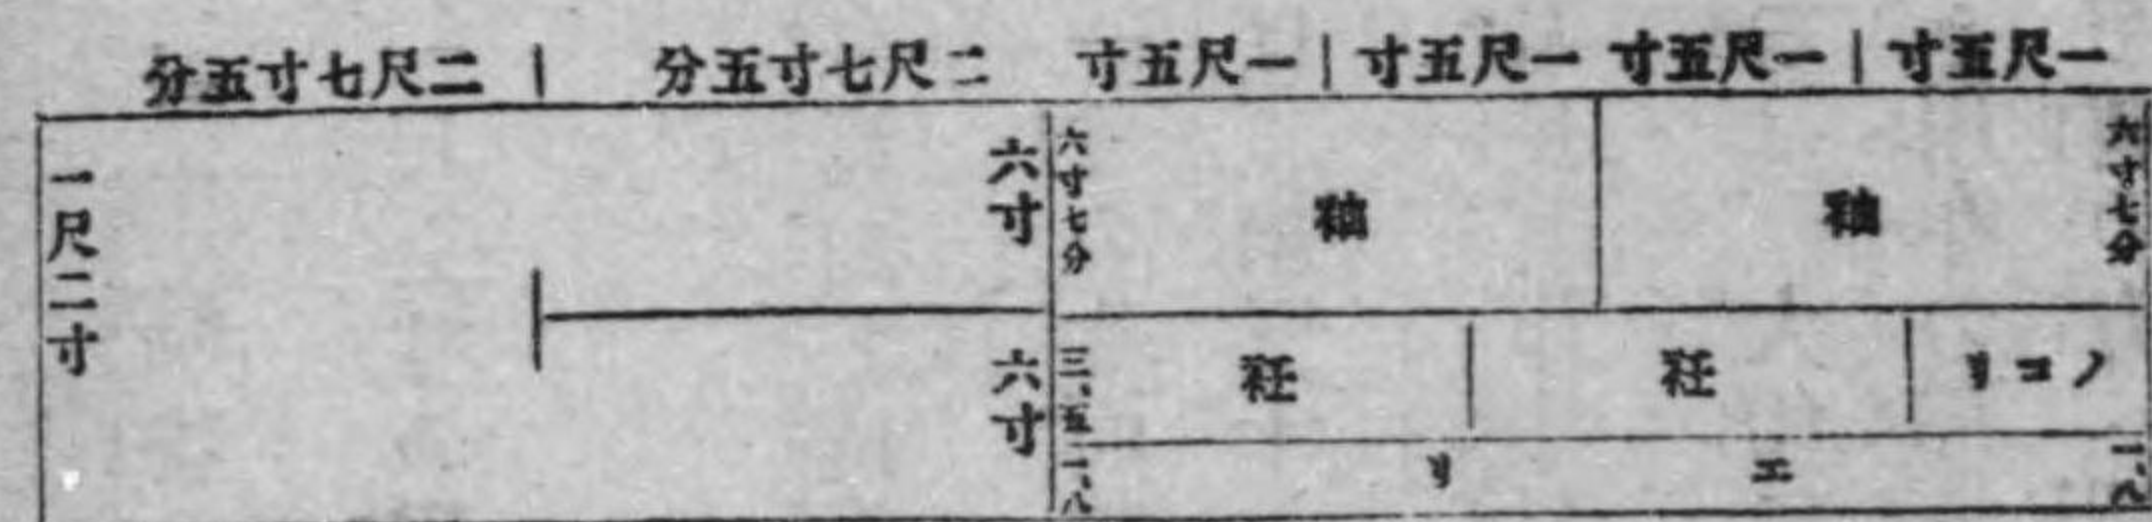 一尺五寸｜一尺五寸
一尺五寸｜一尺五寸
二尺七寸五分｜二尺七寸五分
六寸七分
袖
袖
六寸七分
ノコリ
衽
衽
三、五
エリ
一、八
六寸
六寸
一尺二寸